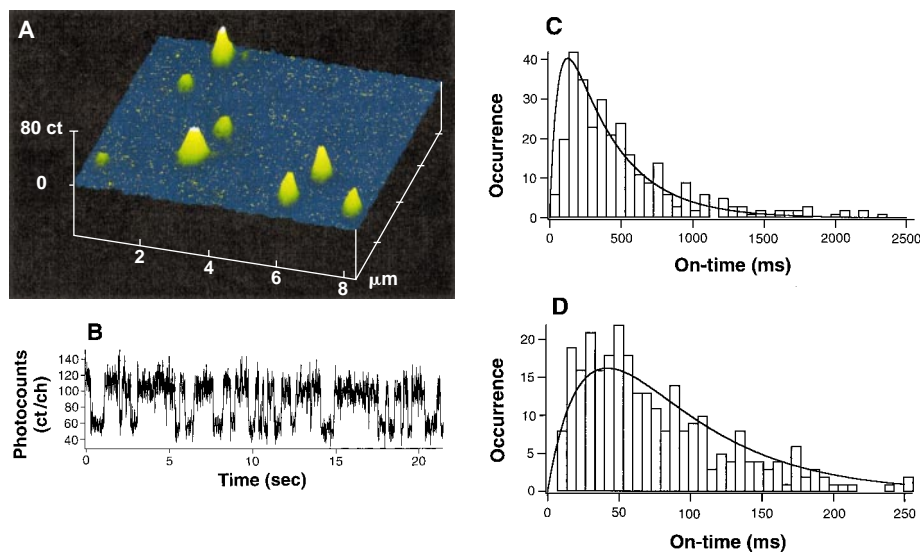 A
80 ct
0
2
4
6
8
μm
B
Photocounts
(ct /ch)
140
120
100
80
60
40
0
5
10
15
20
Time (sec)
C
Occurrence
40
30
20
10
0
0
500
1000
1500
2000
2500
On-time (ms)
D
Occurrence
20
15
10
5
0
0
50
100
150
200
250
On-time (ms)